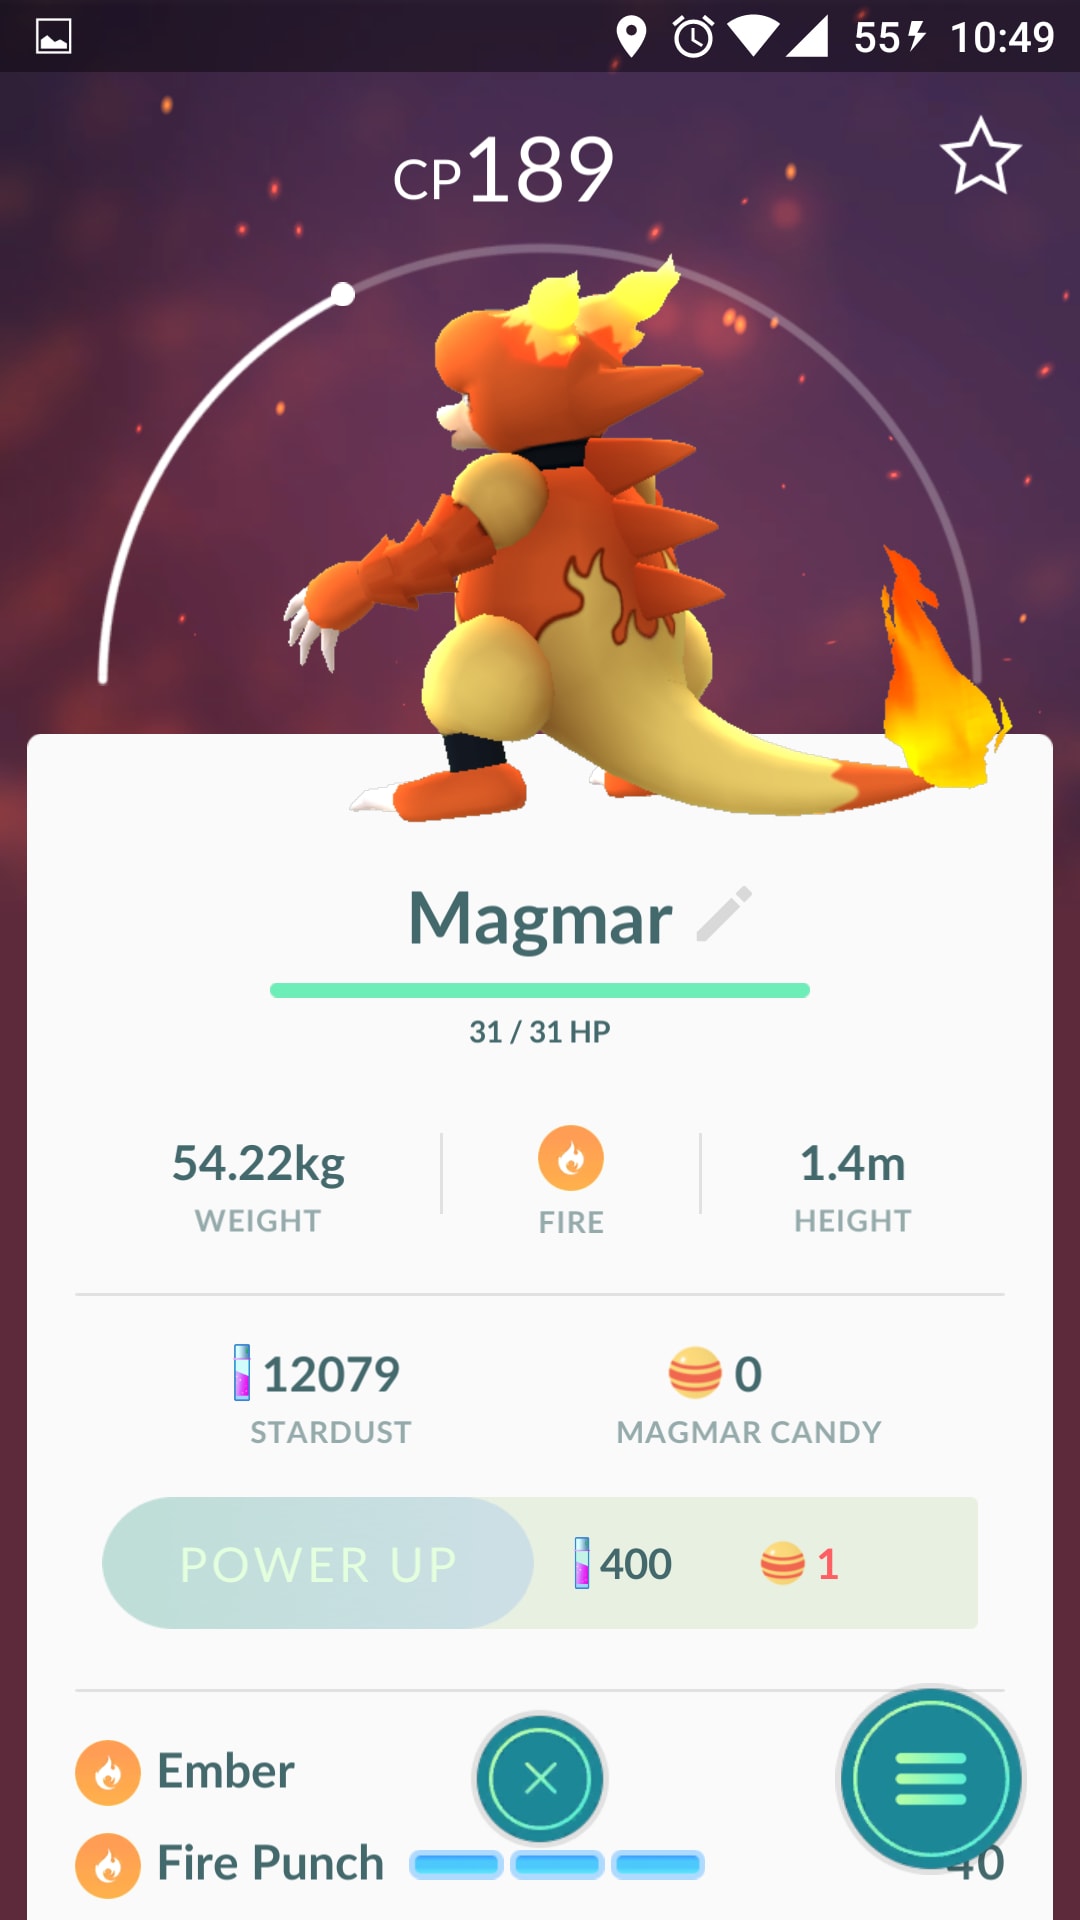 55 10:49
CP189
Magmar
31 / 31 HP
54.22kg
WEIGHT
FIRE
1.4m
HEIGHT
12079
STARDUST
0
MAGMAR CANDY
POWER UP 400 1
Ember
Fire Punch 40